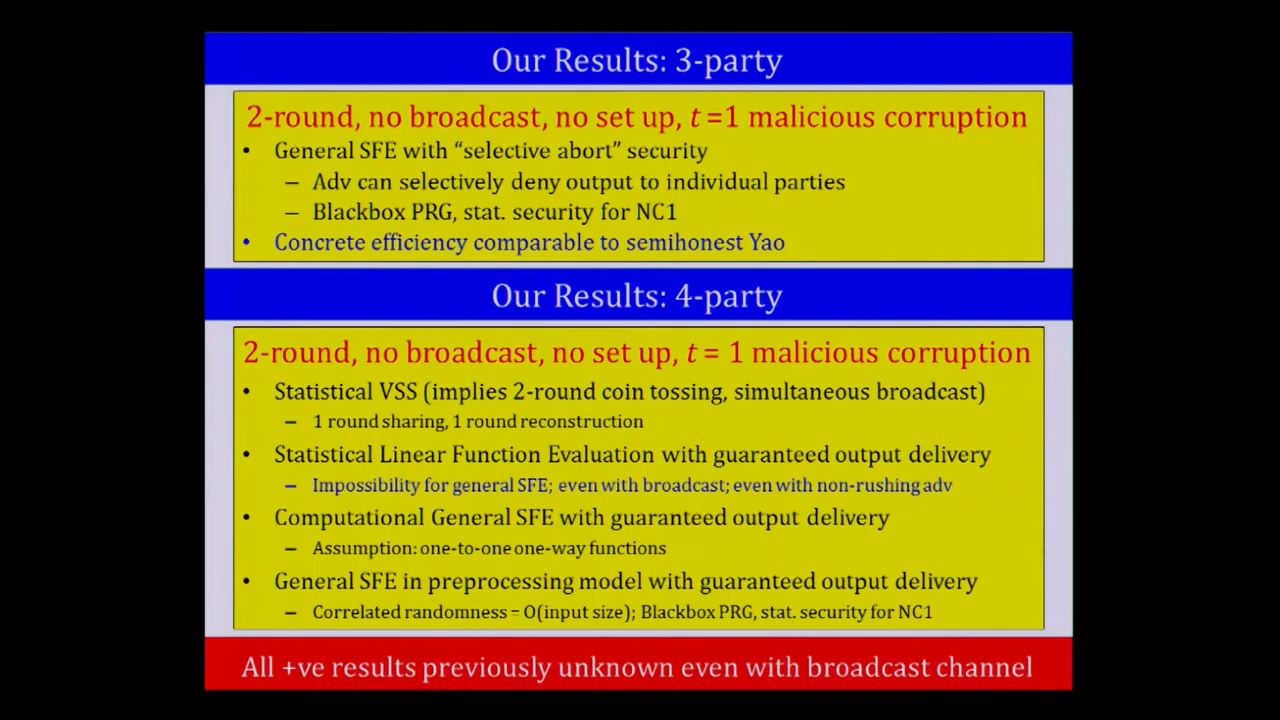 Our Results: 3-party
2-round, no broadcast, no set up, t =1 malicious corruption
• General SFE with “selective abort” security
– Adv can selectively deny output to individual parties
– Blackbox PRG, stat. security for NC1
• Concrete efficiency comparable to semihonest Yao
Our Results: 4-party
2-round, no broadcast, no set up, t = 1 malicious corruption
• Statistical VSS (implies 2-round coin tossing, simultaneous broadcast)
– 1 round sharing, 1 round reconstruction
• Statistical Linear Function Evaluation with guaranteed output delivery
– Impossibility for general SFE; even with broadcast; even with non-rushing adv
• Computational General SFE with guaranteed output delivery
– Assumption: one-to-one one-way functions
• General SFE in preprocessing model with guaranteed output delivery
– Correlated randomness = O(input size); Blackbox PRG, stat. security for NC1
All +ve results previously unknown even with broadcast channel